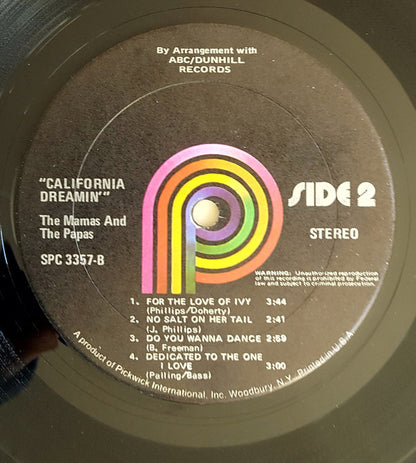 By Arrangement with
ABC/DUNHILL
RECORDS
"CALIFORNIA
DREAMIN'"
The Mamas And
The Papas
SPC 3357-B
SIDE 2
STEREO
WARNING: Unauthorized reproduction
of this recording is prohibited by Federal
law and subject to criminal prosecution.
1. FOR THE LOVE OF IVY 3:44
(Phillips/Doherty)
2. NO SALT ON HER TAIL 2:41
(J. Phillips)
3. DO YOU WANNA DANCE 2:59
(B. Freeman)
4. DEDICATED TO THE ONE
I LOVE 3:00
(Palling/Bass)
A product of Pickwick International, Inc. Woodbury, N.Y. Printed in U.S.A.